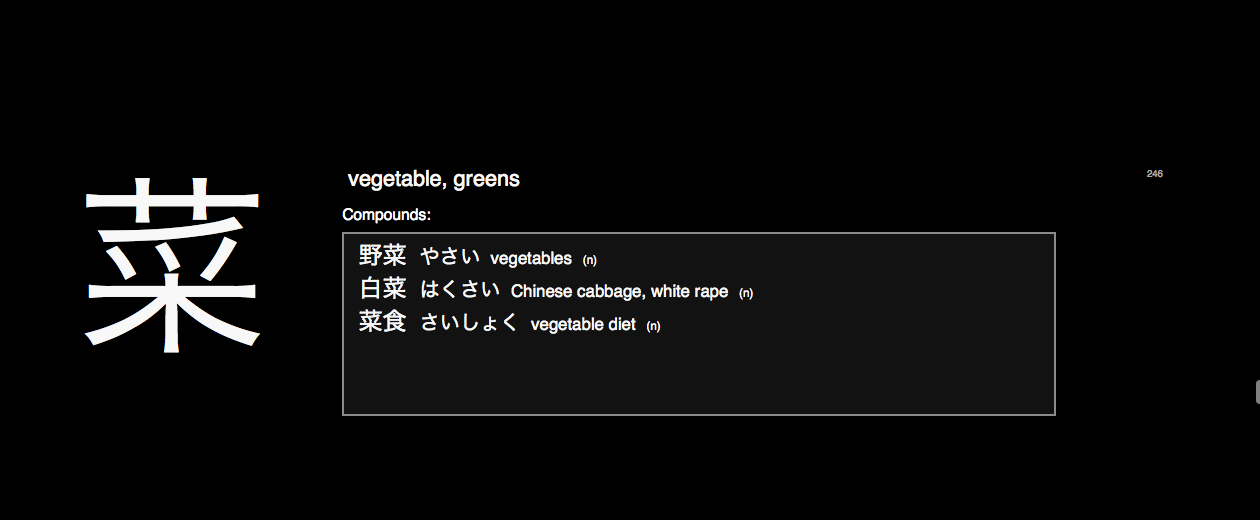 菜
vegetable, greens
246
Compounds:
野菜 やさい vegetables (n)
白菜 はくさい Chinese cabbage, white rape (n)
菜食 さいしょく vegetable diet (n)